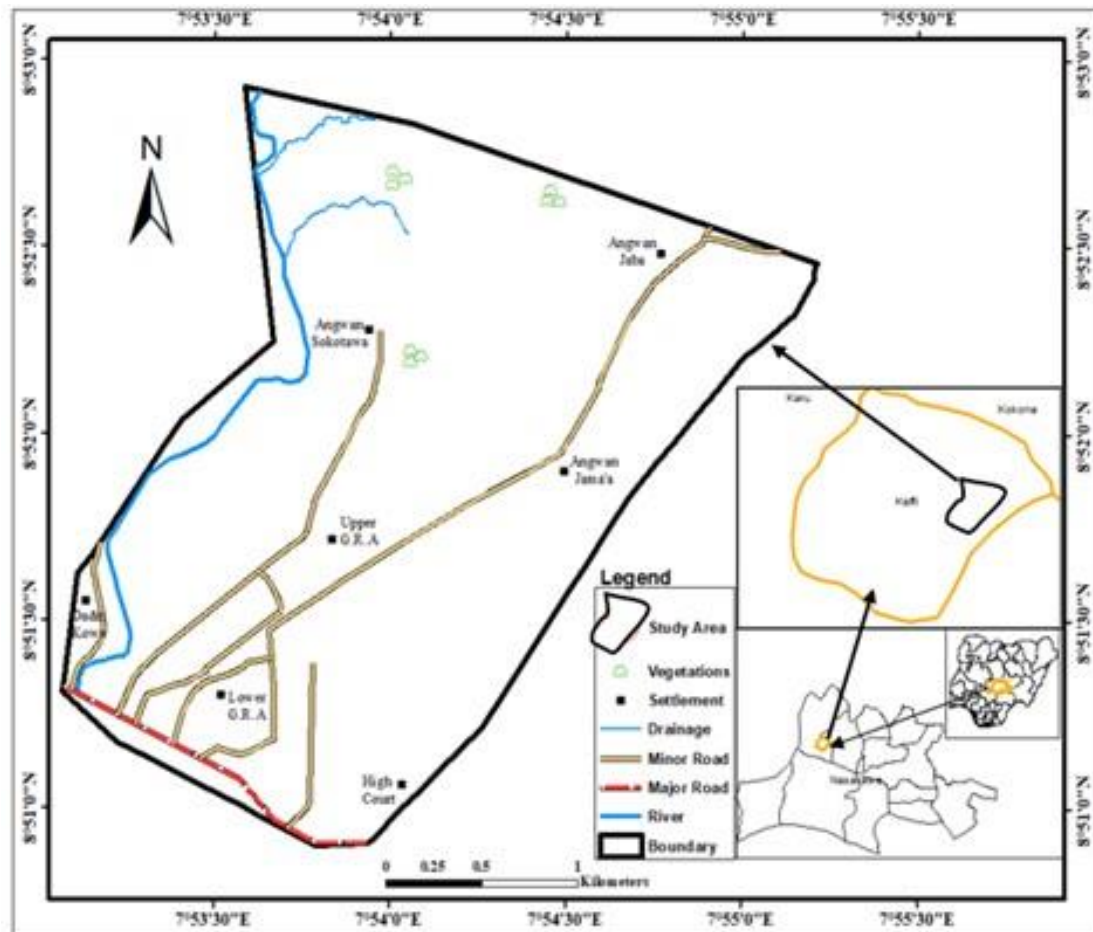 7°53'30"E
7°54'0"E
7°54'30"E
7°55'0"E
7°55'30"E
8°53'0"N
8°53'0"N
N
8°52'30"N
8°52'30"N
Angwan
Jaba
Angwan
Sokotawa
Karu
Kokona
8°52'0"N
8°52'0"N
Angwan
Jama'a
Keffi
Upper
G.R.A
Legend
8°51'30"N
8°51'30"N
Kowa
Study Area
Vegetations
Lower
G.R.A
Settlement
Drainage
Minor Road
High
Court
Major Road
River
Boundary
8°51'0"N
8°51'0"N
0 0.25 0.5 1
Kilometers
7°53'30"E
7°54'0"E
7°54'30"E
7°55'0"E
7°55'30"E